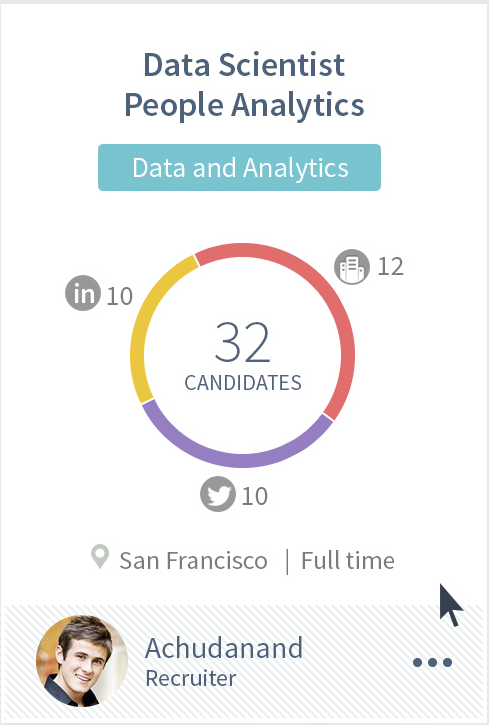 Data Scientist
People Analytics
Data and Analytics
12
in 10
32
CANDIDATES
10
San Francisco | Full time
Achudanand
Recruiter